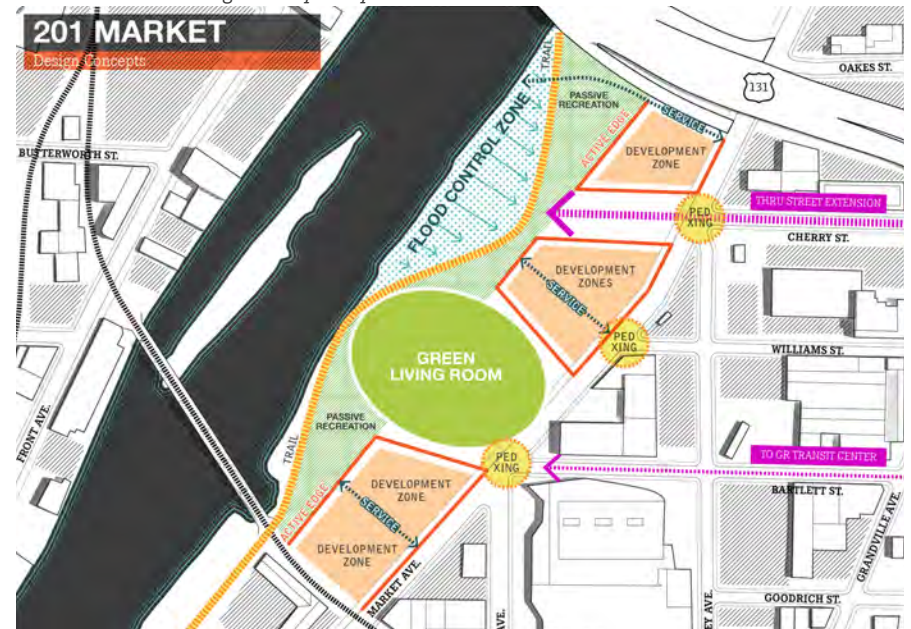 201 MARKET
Design Concepts
OAKES ST.
131
TRAIL
PASSIVE
RECREATION
SERVICE
FLOOD CONTROL ZONE
ACTIVE EDGE
DEVELOPMENT
ZONE
BUTTERWORTH ST.
THRU STREET EXTENSION
PED
XING
CHERRY ST.
DEVELOPMENT
ZONES
SERVICE
PED
XING
WILLIAMS ST.
GREEN
LIVING ROOM
FRONT AVE.
PASSIVE
RECREATION
TRAIL
PED
XING
TO GR TRANSIT CENTER
BARTLETT ST.
ACTIVE EDGE
DEVELOPMENT
ZONE
SERVICE
DEVELOPMENT
ZONE
MARKET AVE.
GRANDVILLE AVE.
GOODRICH ST.
AVE.
EY AVE.